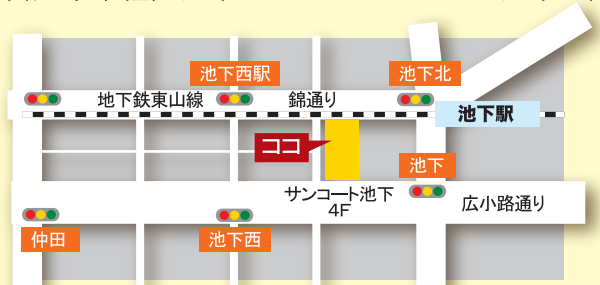 池下西駅
池下北
地下鉄東山線
錦通り
池下駅
ココ
池下
サンコート池下
4F
広小路通り
仲田
池下西